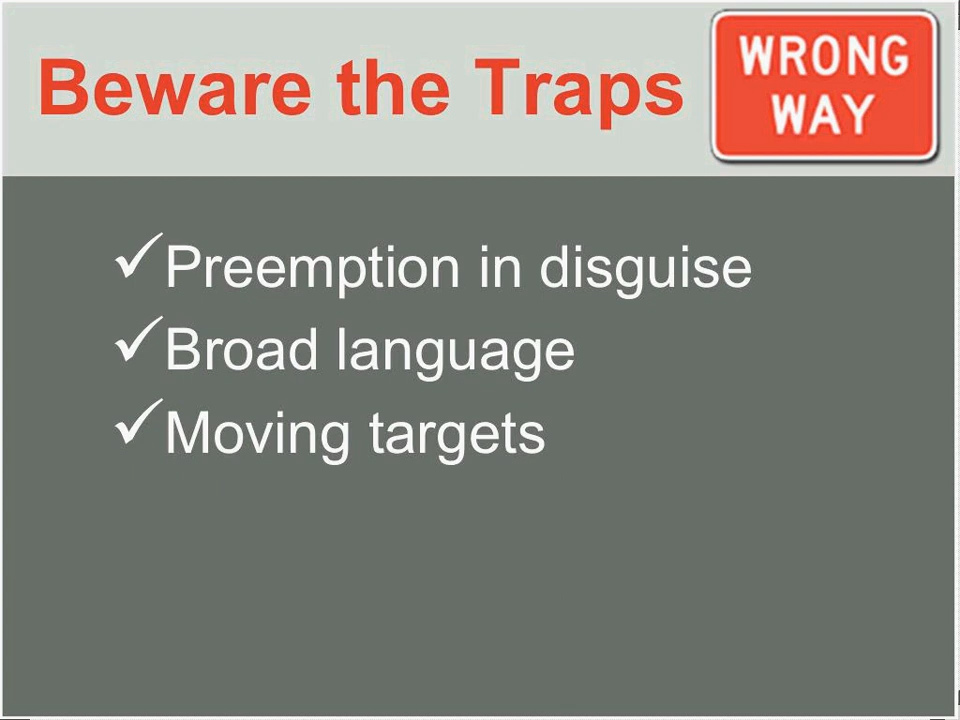 Beware the Traps
WRONG
WAY
Preemption in disguise
Broad language
Moving targets